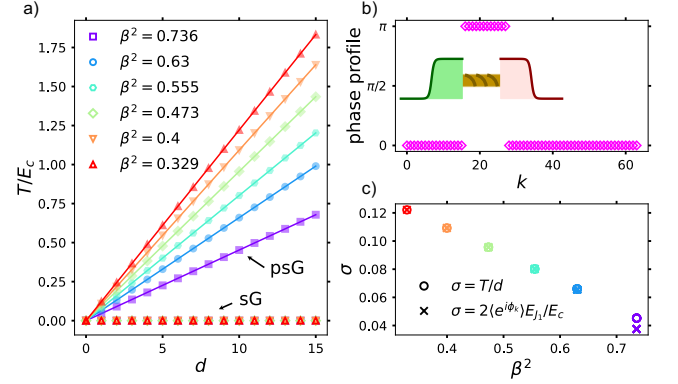 a)
T/E_c
1.75
1.50
1.25
1.00
0.75
0.50
0.25
0.00
β² = 0.736
β² = 0.63
β² = 0.555
β² = 0.473
β² = 0.4
β² = 0.329
psG
sG
0 5 10 15
d
b)
phase profile
π
π/2
0
0 20 40 60
k
c)
σ
0.12
0.10
0.08
0.06
0.04
σ = T/d
σ = 2⟨e^{iϕ_k}⟩E_{J_1}/E_c
0.4 0.5 0.6 0.7
β²